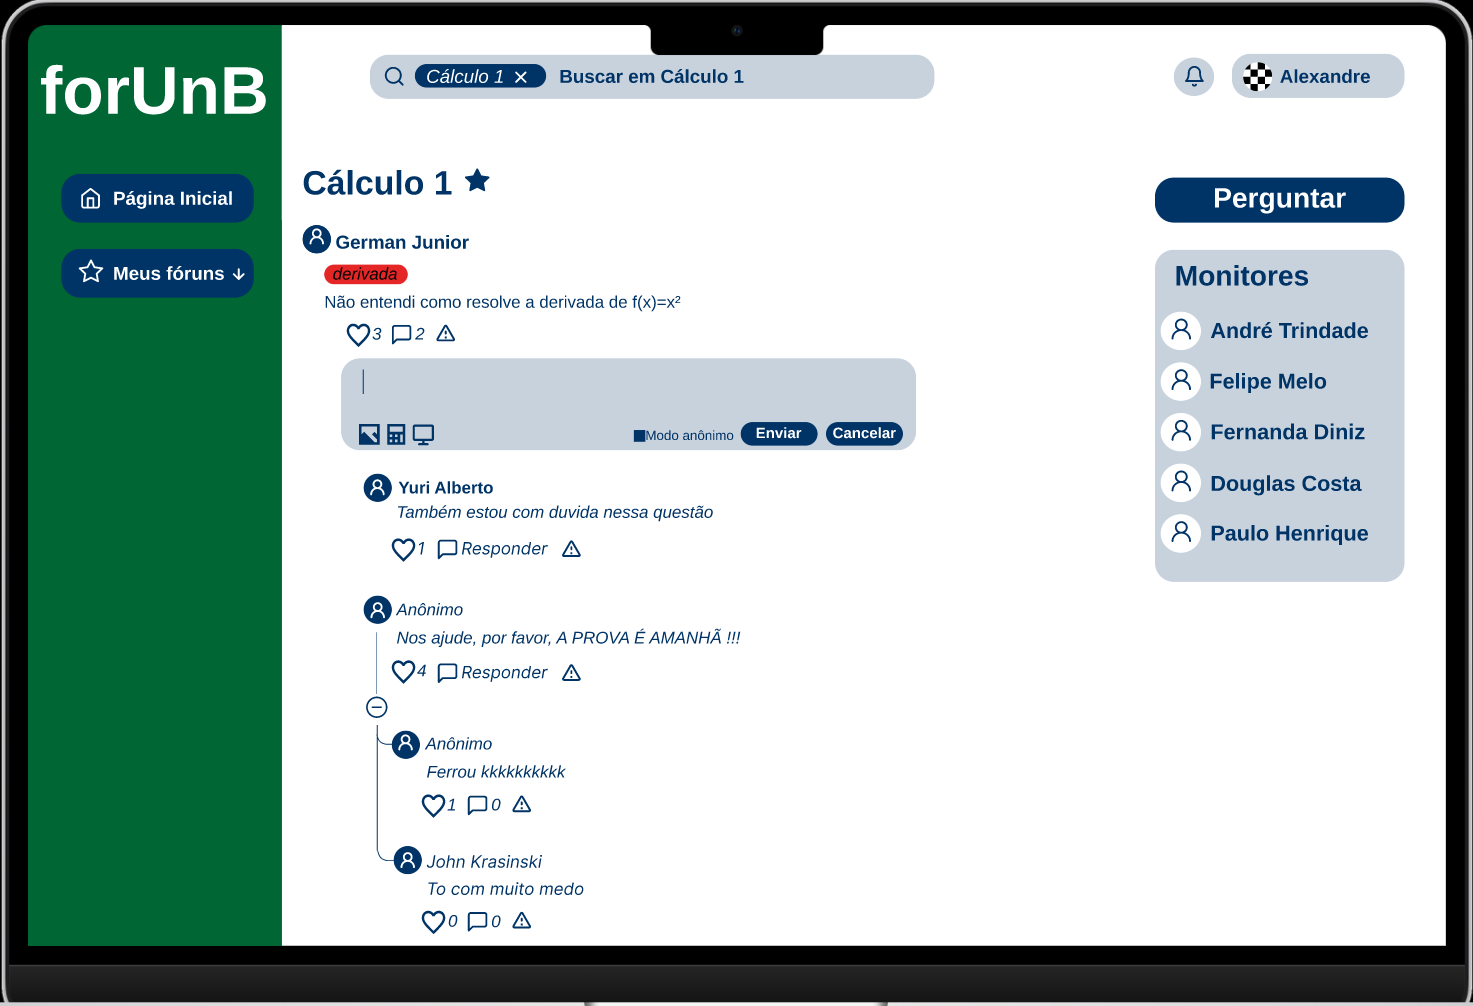 forUnB
Cálculo 1
Buscar em Cálculo 1
Alexandre
Página Inicial
Meus fóruns
Cálculo 1
Perguntar
German Junior
derivada
Não entendi como resolve a derivada de f(x)=x²
3 2
Modo anônimo Enviar Cancelar
Yuri Alberto
Também estou com duvida nessa questão
1 Responder
Anônimo
Nos ajude, por favor, A PROVA É AMANHÃ !!!
4 Responder
Anônimo
Ferrou kkkkkkkkkk
1 0
John Krasinski
To com muito medo
0 0
Monitores
André Trindade
Felipe Melo
Fernanda Diniz
Douglas Costa
Paulo Henrique